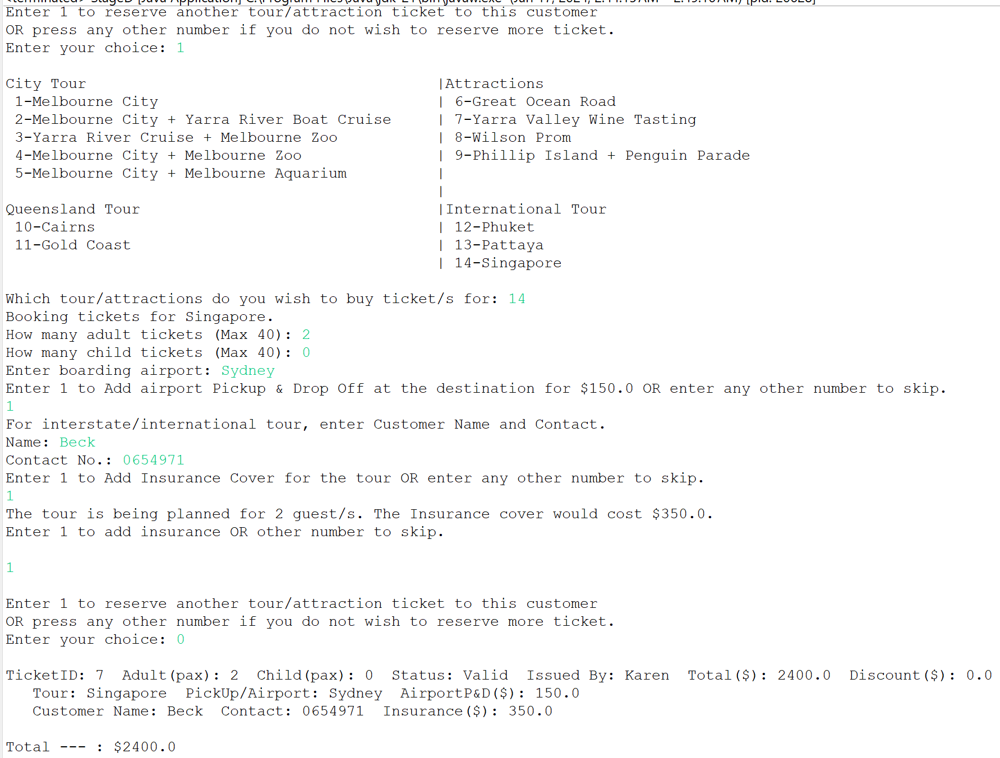 Enter 1 to reserve another tour/attraction ticket to this customer
OR press any other number if you do not wish to reserve more ticket.
Enter your choice: 1
City Tour |Attractions
1-Melbourne City | 6-Great Ocean Road
2-Melbourne City + Yarra River Boat Cruise | 7-Yarra Valley Wine Tasting
3-Yarra River Cruise + Melbourne Zoo | 8-Wilson Prom
4-Melbourne City + Melbourne Zoo | 9-Phillip Island + Penguin Parade
5-Melbourne City + Melbourne Aquarium |
|
Queensland Tour |International Tour
10-Cairns | 12-Phuket
11-Gold Coast | 13-Pattaya
| 14-Singapore
Which tour/attractions do you wish to buy ticket/s for: 14
Booking tickets for Singapore.
How many adult tickets (Max 40): 2
How many child tickets (Max 40): 0
Enter boarding airport: Sydney
Enter 1 to Add airport Pickup & Drop Off at the destination for $150.0 OR enter any other number to skip.
1
For interstate/international tour, enter Customer Name and Contact.
Name: Beck
Contact No.: 0654971
Enter 1 to Add Insurance Cover for the tour OR enter any other number to skip.
1
The tour is being planned for 2 guest/s. The Insurance cover would cost $350.0.
Enter 1 to add insurance OR other number to skip.
1
Enter 1 to reserve another tour/attraction ticket to this customer
OR press any other number if you do not wish to reserve more ticket.
Enter your choice: 0
TicketID: 7 Adult(pax): 2 Child(pax): 0 Status: Valid Issued By: Karen Total($): 2400.0 Discount($): 0.0
Tour: Singapore PickUp/Airport: Sydney AirportP&D($): 150.0
Customer Name: Beck Contact: 0654971 Insurance($): 350.0
Total --- : $2400.0